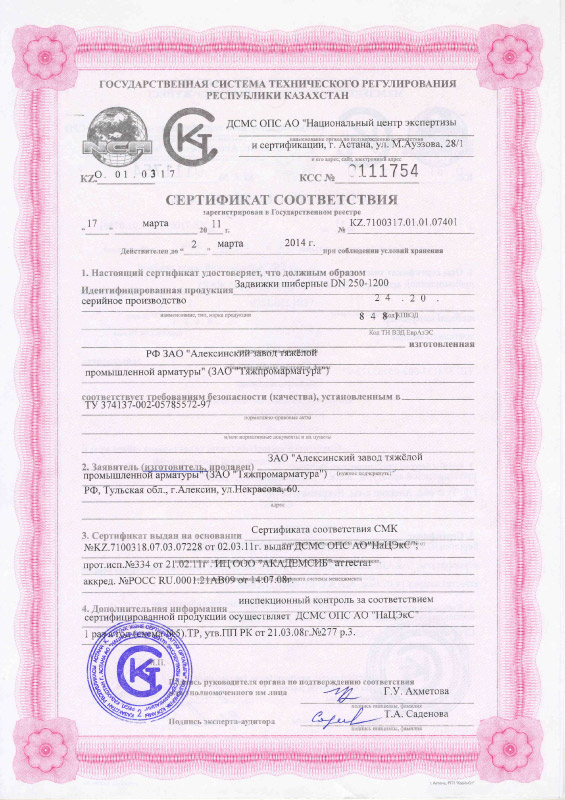 ГОСУДАРСТВЕННАЯ СИСТЕМА ТЕХНИЧЕСКОГО РЕГУЛИРОВАНИЯ
РЕСПУБЛИКИ КАЗАХСТАН
ДСМС ОПС АО "Национальный центр экспертизы
наименование органа по подтверждению соответствия
и сертификации, г. Астана, ул. М.Ауэзова, 28/1
и его адрес, сайт, электронный адрес
KZ О. 01.0317
КСС № 0111754
СЕРТИФИКАТ СООТВЕТСТВИЯ
зарегистрирован в Государственном реестре
"17 " марта 20 11 г. № KZ.7100317.01.01.07401
Действителен до " 2 " марта 2014 г. при соблюдении условий хранения
1. Настоящий сертификат удостоверяет, что должным образом
Идентифицированная продукция Задвижки шиберные DN 250-1200
серийное производство 24.20.
наименование, тип, марка продукции 8481 Код КПВЭД
Код ТН ВЭД ЕврАзЭС
изготовленная
РФ ЗАО "Алексинский завод тяжёлой
промышленной арматуры" (ЗАО "Тяжпромарматура")
соответствует требованиям безопасности (качества), установленным в
ТУ 374137-002-05785572-97
нормативно-правовые акты
и/или нормативные документы и их пункты
ЗАО "Алексинский завод тяжёлой
2. Заявитель (изготовитель, продавец)
промышленной арматуры" (ЗАО "Тяжпромарматура") (нужное подчеркнуть)
РФ, Тульская обл., г.Алексин, ул.Некрасова, 60.
адрес
Сертификата соответствия СМК
3. Сертификат выдан на основании
№KZ.7100318.07.03.07228 от 02.03.11г. выдан ДСМС ОПС АО"НаЦЭкс";
прот.исп.№334 от 21.02.11г. ИЦ ООО "АКАДЕМСИБ" аттестат
аккред. №РОСС RU.0001.21АВ09 от 14.07.08г
инспекционный контроль за соответствием
4. Дополнительная информация
сертифицированной продукции осуществляет ДСМС ОПС АО "НаЦЭкС"
1 раз в год (схема №5).ТР, утв.ПП РК от 21.03.08г.№277 р.3.
М.П.
Подпись руководителя органа по подтверждению соответствия
или уполномоченного им лица Г.У. Ахметова
подпись, инициалы, фамилия
Подпись эксперта-аудитора Т.А. Саденова
подпись, инициалы, фамилия